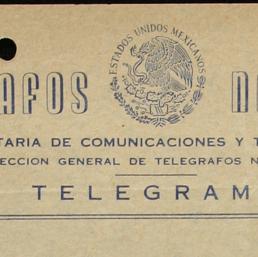 ESTADOS UNIDOS MEXICANOS
AFOS N
TARIA DE COMUNICACIONES Y T
ECCION GENERAL DE TELEGRAFOS N
TELEGRAM